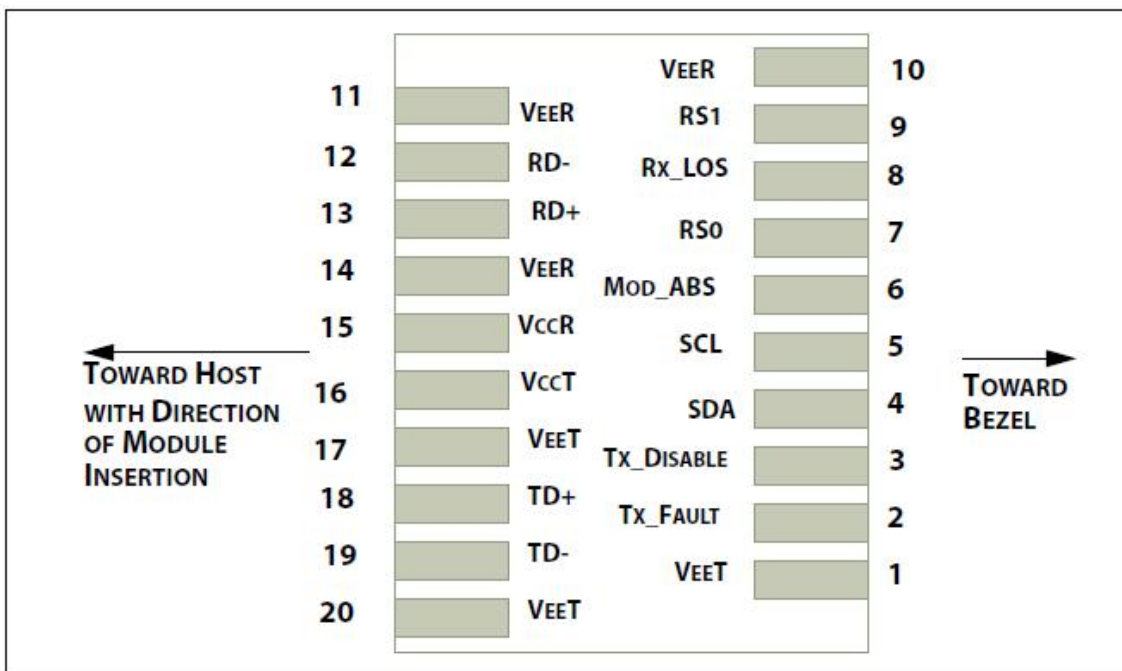 11 VEER
12 RD-
13 RD+
14 VEER
15 VCCR
16 VCCT
17 VEET
18 TD+
19 TD-
20 VEET
VEER 10
RS1 9
RX_LOS 8
RS0 7
MOD_ABS 6
SCL 5
SDA 4
TX_DISABLE 3
TX_FAULT 2
VEET 1
TOWARD HOST
WITH DIRECTION
OF MODULE
INSERTION
TOWARD
BEZEL